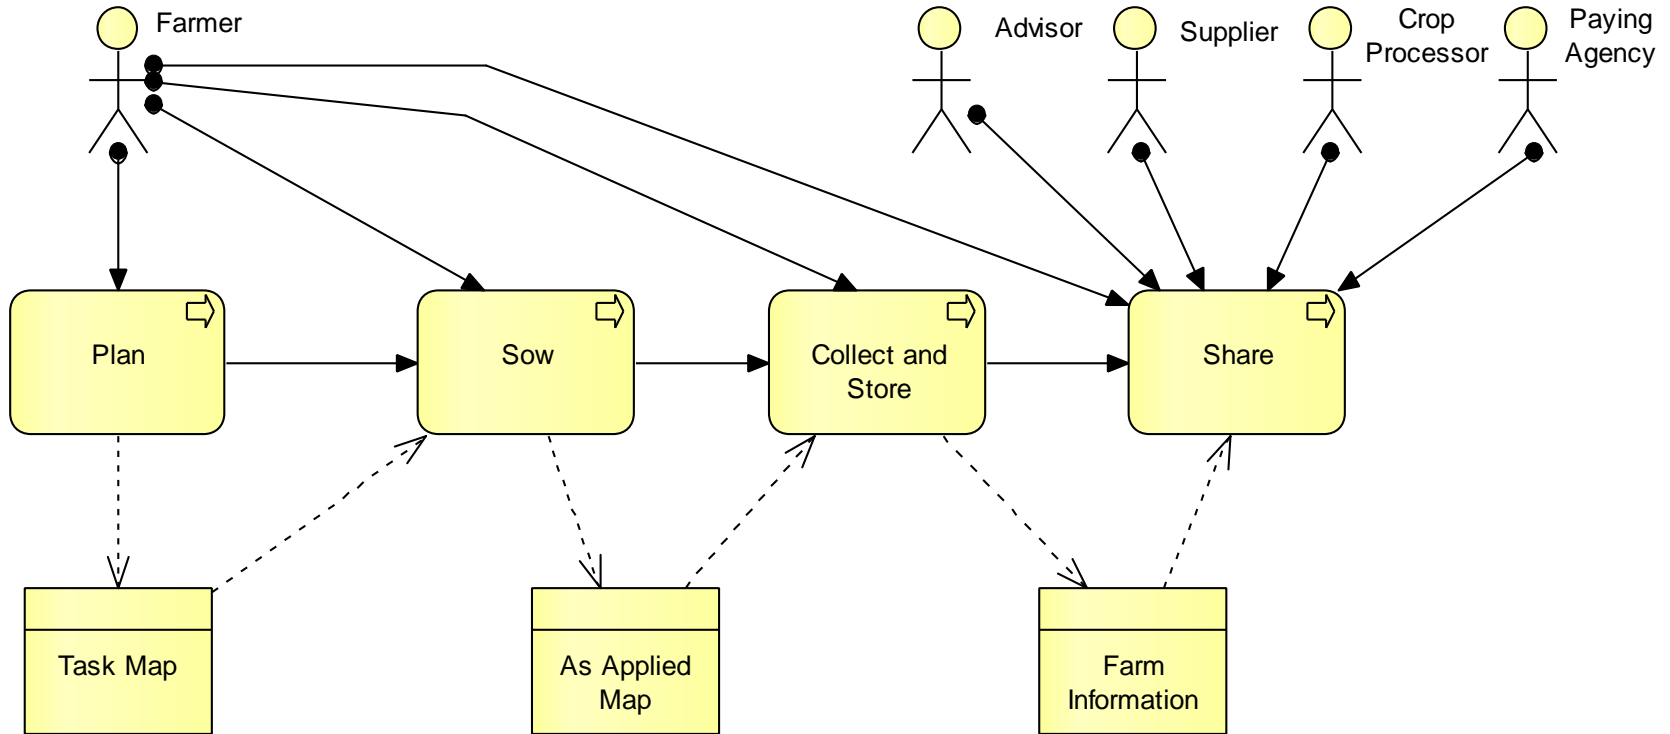 Farmer
Advisor
Supplier
Crop
Processor
Paying
Agency
Plan
Sow
Collect and
Store
Share
Task Map
As Applied
Map
Farm
Information